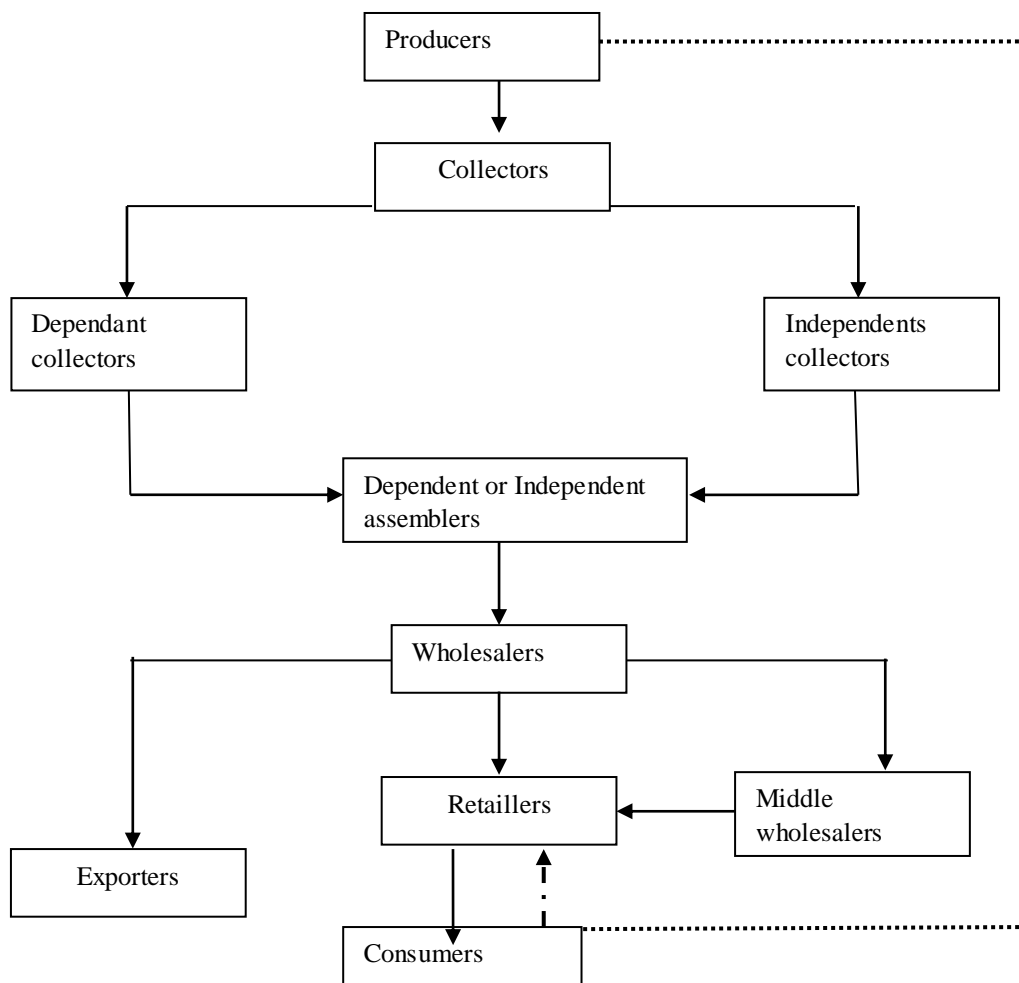 Producers
Collectors
Dependant
collectors
Independents
collectors
Dependent or Independent
assemblers
Wholesalers
Retaillers
Middle
wholesalers
Exporters
Consumers